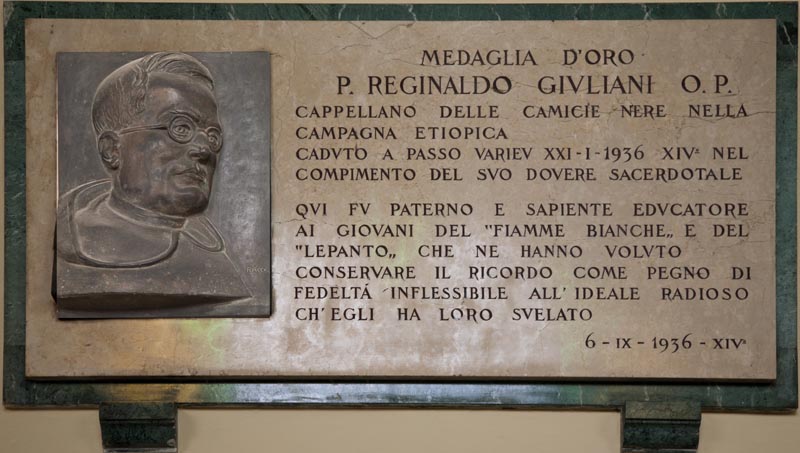 MEDAGLIA D'ORO
P. REGINALDO GIVLIANI O.P.
CAPPELLANO DELLE CAMICIE NERE NELLA
CAMPAGNA ETIOPICA
CADVTO A PASSO VARIEV XXI-I-1936 XIVª NEL
COMPIMENTO DEL SVO DOVERE SACERDOTALE
QVI FV PATERNO E SAPIENTE EDVCATORE
AI GIOVANI DEL "FIAMME BIANCHE„ E DEL
"LEPANTO„ CHE NE HANNO VOLVTO
CONSERVARE IL RICORDO COME PEGNO DI
FEDELTÁ INFLESSIBILE ALL'IDEALE RADIOSO
CH'EGLI HA LORO SVELATO
6-IX-1936-XIVª